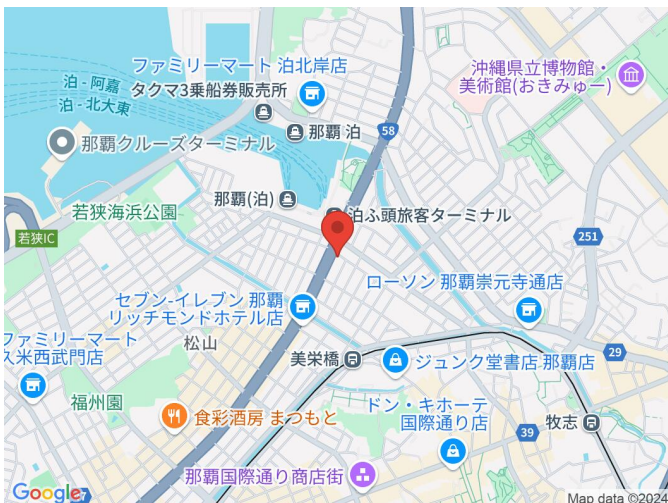 ファミリーマート 泊北岸店
沖縄県立博物館・
美術館(おきみゅー)
泊 - 阿嘉
タクマ3乗船券販売所
泊 - 北大東
那覇 泊
58
那覇クルーズターミナル
那覇(泊)
若狭海浜公園
泊ふ頭旅客ターミナル
若狭IC
251
ローソン 那覇崇元寺通店
セブン-イレブン 那覇
リッチモンドホテル店
ファミリーマート
久米西武門店
松山
美栄橋
ジュンク堂書店 那覇店
29
福州園
ドン・キホーテ
国際通り店
食彩酒房 まつもと
39
牧志
那覇国際通り商店街
Google
Map data ©2024